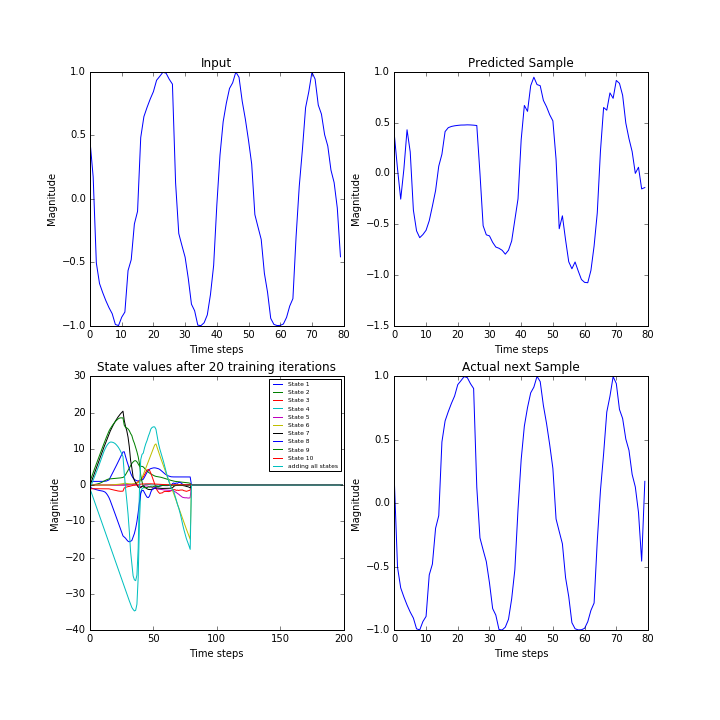 Input
1.0
0.5
0.0
−0.5
−1.0
Magnitude
0 10 20 30 40 50 60 70 80
Time steps
Predicted Sample
1.0
0.5
0.0
−0.5
−1.0
−1.5
Magnitude
0 10 20 30 40 50 60 70 80
Time steps
State values after 20 training iterations
30
20
10
0
−10
−20
−30
−40
Magnitude
State 1
State 2
State 3
State 4
State 5
State 6
State 7
State 8
State 9
State 10
adding all states
0 50 100 150 200
Time steps
Actual next Sample
1.0
0.5
0.0
−0.5
−1.0
Magnitude
0 10 20 30 40 50 60 70 80
Time steps